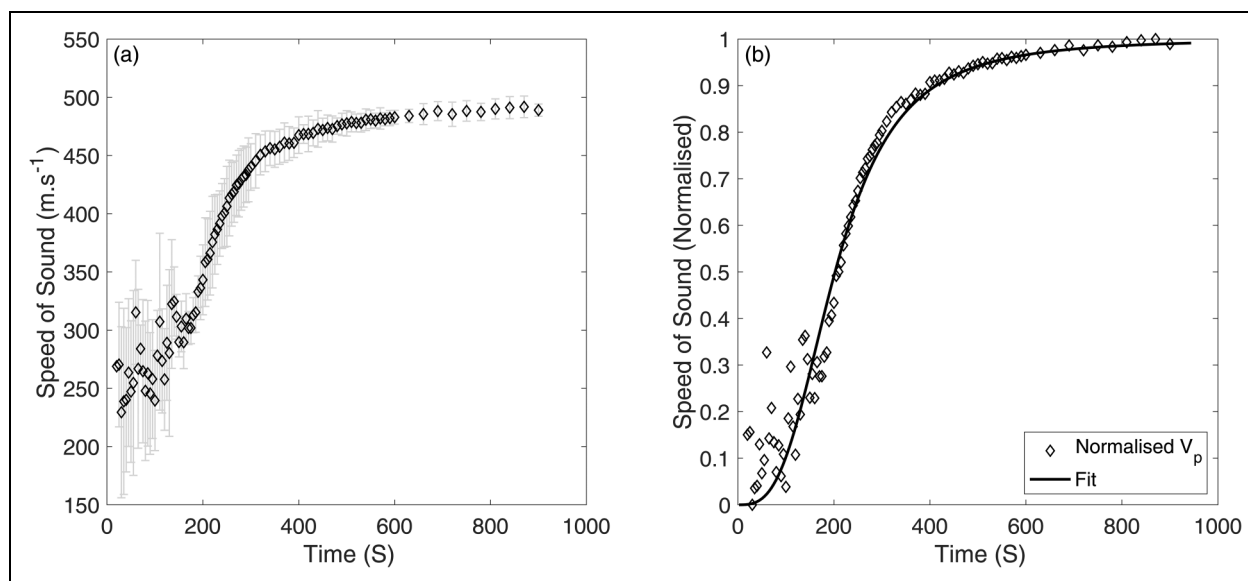 (a)
550
500
450
400
350
300
250
200
150
Speed of Sound (m.s-1)
0 200 400 600 800 1000
Time (S)
(b)
1
0.9
0.8
0.7
0.6
0.5
0.4
0.3
0.2
0.1
0
Speed of Sound (Normalised)
Normalised Vp
Fit
0 200 400 600 800 1000
Time (S)